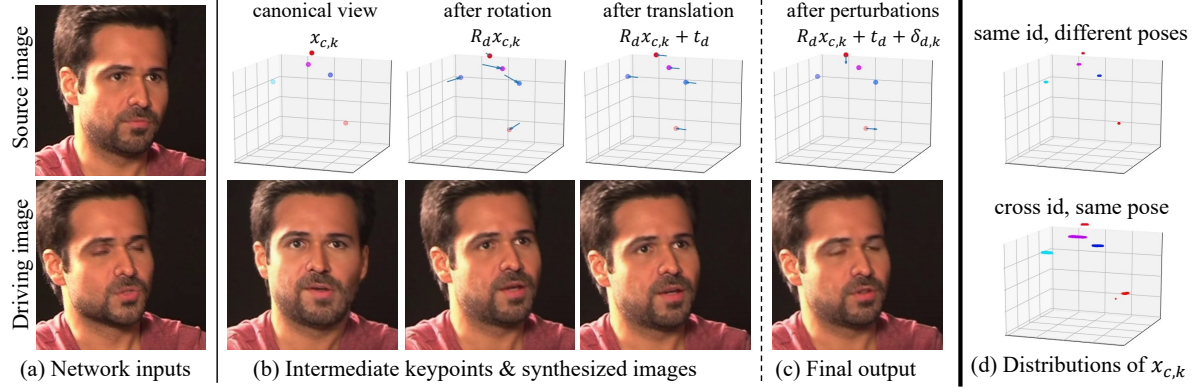 Source image
Driving image
canonical view
x_{c,k}
after rotation
R_d x_{c,k}
after translation
R_d x_{c,k} + t_d
after perturbations
R_d x_{c,k} + t_d + δ_{d,k}
same id, different poses
cross id, same pose
(a) Network inputs
(b) Intermediate keypoints & synthesized images
(c) Final output
(d) Distributions of x_{c,k}